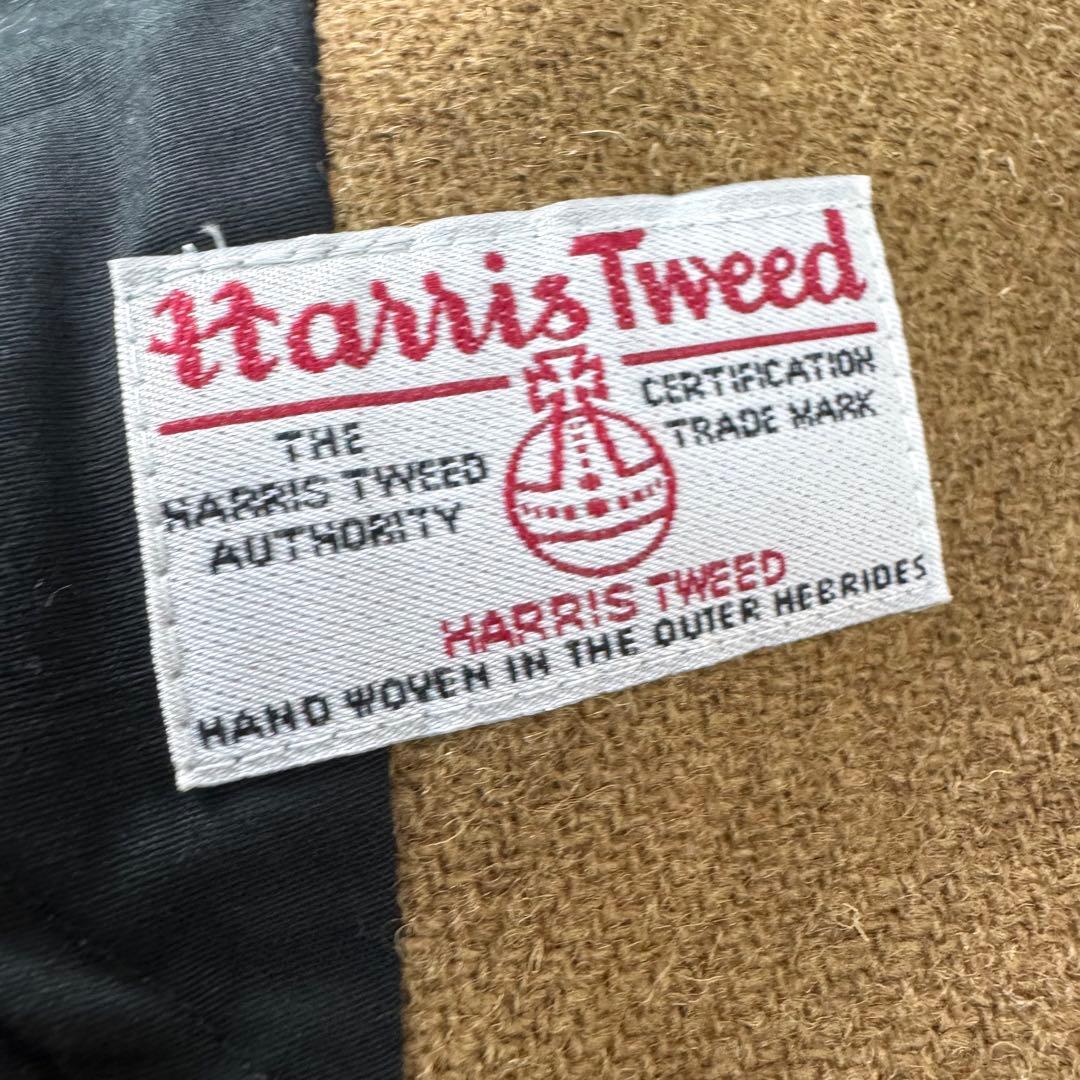 Harris Tweed
THE
HARRIS TWEED
AUTHORITY
CERTIFICATION
TRADE MARK
HARRIS TWEED
HAND WOVEN IN THE OUTER HEBRIDES